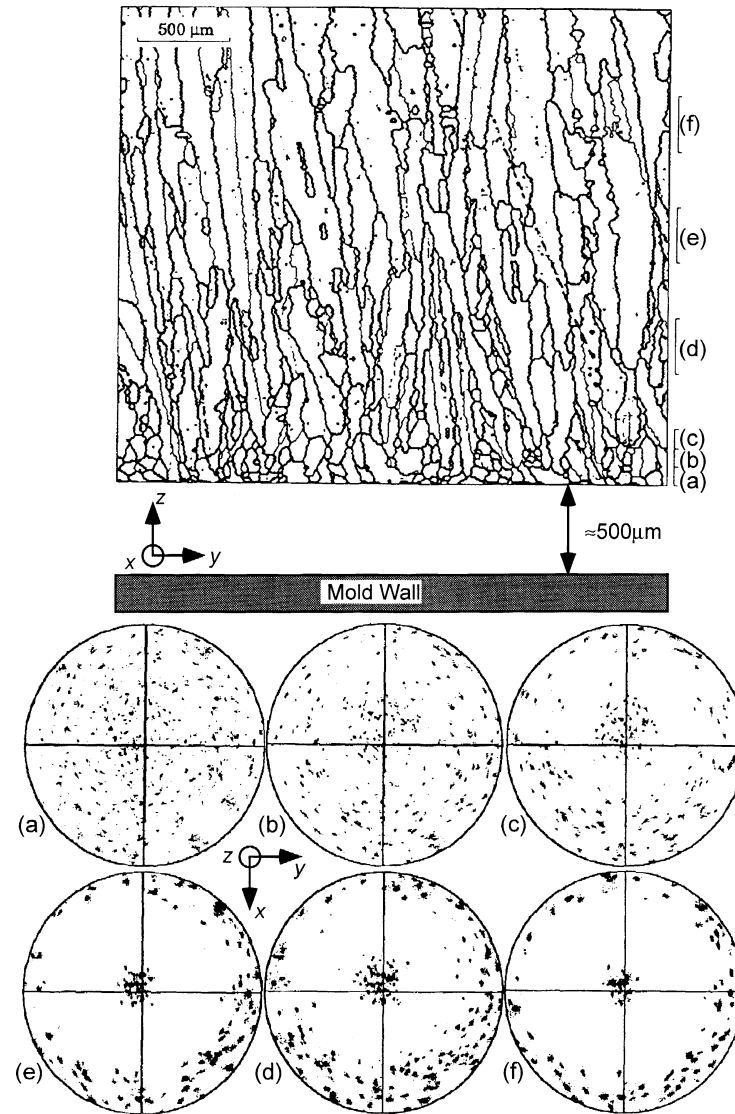 500 μm
(f)
(e)
(d)
(c)
(b)
(a)
z
x y
≈500μm
Mold Wall
(a) (b) (c)
z y
x
(e) (d) (f)